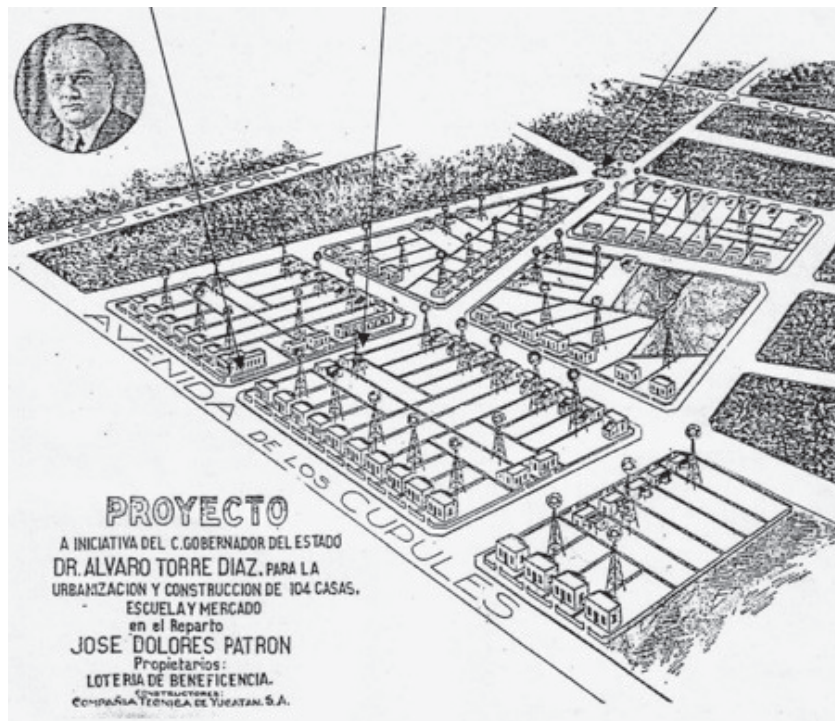 PASEO DE LA REFORMA
COLON
AVENIDA DE LOS CUPULES
PROYECTO
A INICIATIVA DEL C. GOBERNADOR DEL ESTADO
DR. ALVARO TORRE DIAZ. PARA LA
URBANIZACION Y CONSTRUCCION DE 104 CASAS.
ESCUELA Y MERCADO
en el Reparto
JOSE DOLORES PATRON
Propietarios:
LOTERIA DE BENEFICENCIA.
CONSTRUCTORES:
COMPAÑIA TECNICA DE YUCATAN. S.A.